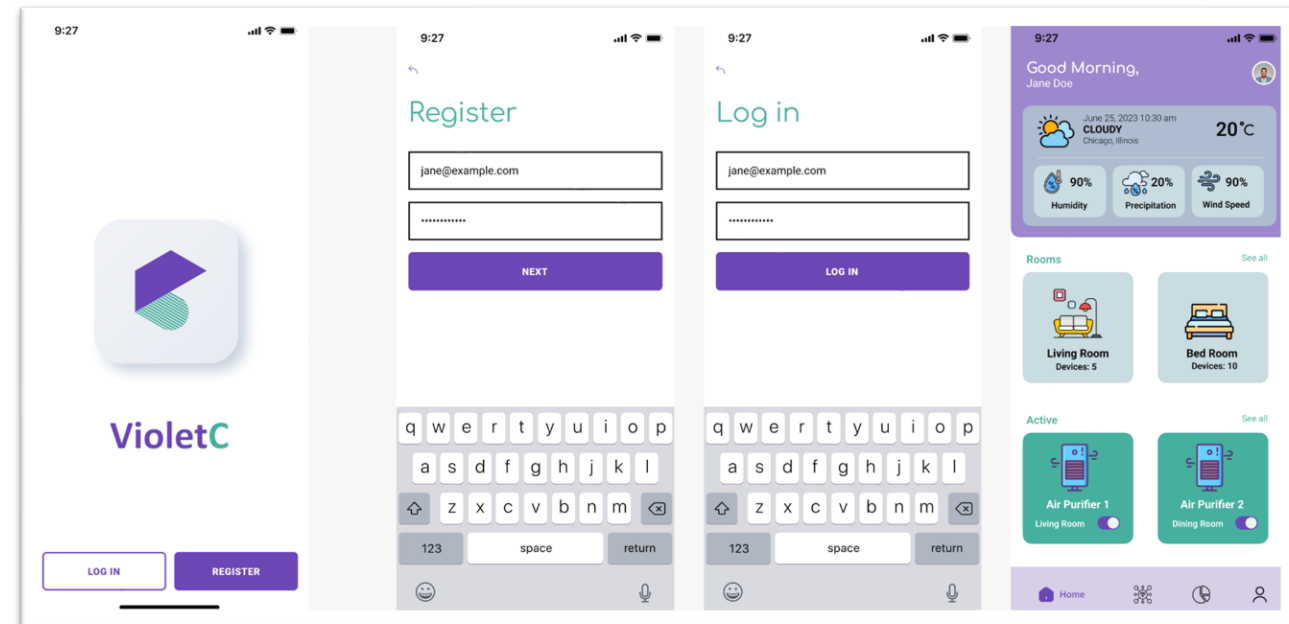 9:27
VioletC
LOG IN
REGISTER
9:27
Register
jane@example.com
............
NEXT
q w e r t y u i o p
a s d f g h j k l
z x c v b n m
123 space return
9:27
Log in
jane@example.com
............
LOG IN
q w e r t y u i o p
a s d f g h j k l
z x c v b n m
123 space return
9:27
Good Morning,
Jane Doe
June 25, 2023 10:30 am
CLOUDY
Chicago, Illinois
20°C
90%
Humidity
20%
Precipitation
90%
Wind Speed
Rooms See all
Living Room
Devices: 5
Bed Room
Devices: 10
Active See all
Air Purifier 1
Living Room
Air Purifier 2
Dining Room
Home